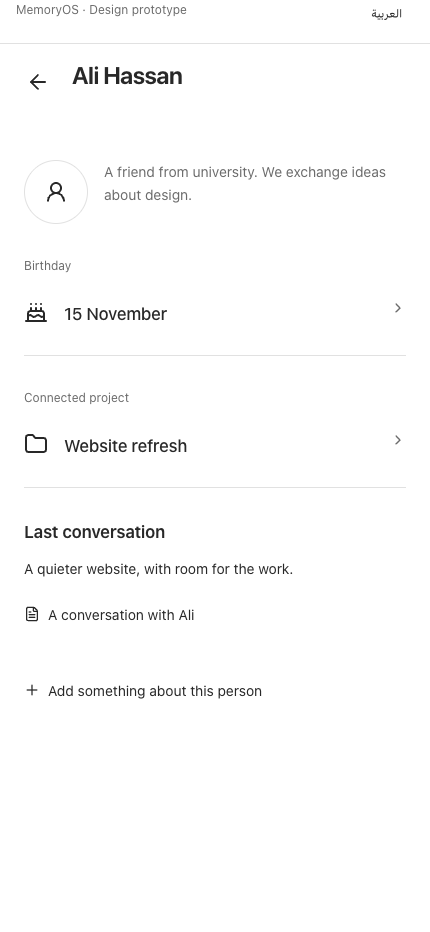 MemoryOS · Design prototype
العربية
Ali Hassan
A friend from university. We exchange ideas
about design.
Birthday
15 November
Connected project
Website refresh
Last conversation
A quieter website, with room for the work.
A conversation with Ali
Add something about this person